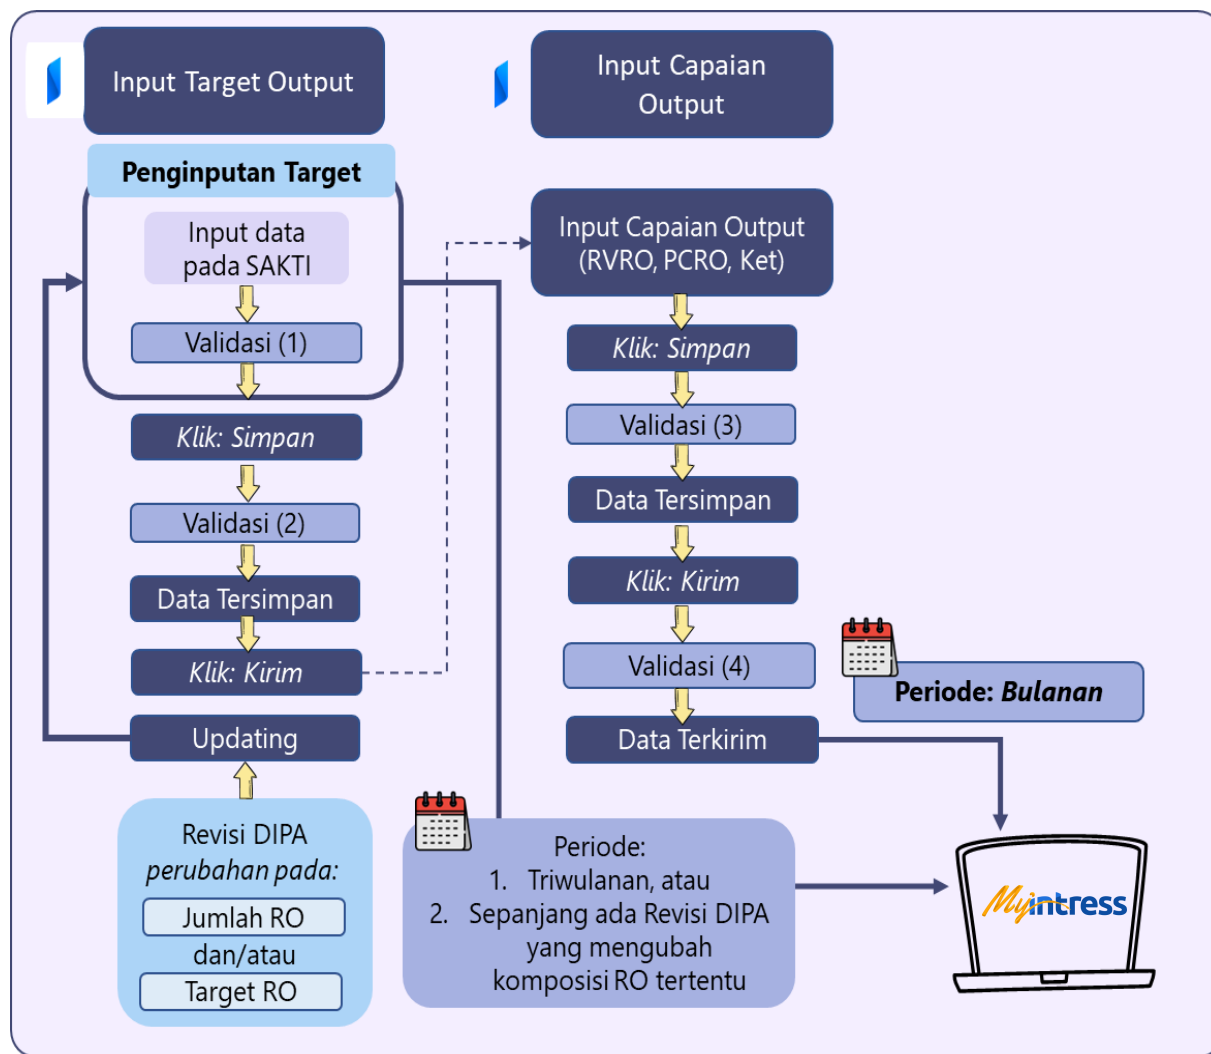 Input Target Output
Penginputan Target
Input data
pada SAKTI
Validasi (1)
Klik: Simpan
Validasi (2)
Data Tersimpan
Klik: Kirim
Updating
Revisi DIPA
perubahan pada:
Jumlah RO
dan/atau
Target RO
Input Capaian
Output
Input Capaian Output
(RVRO, PCRO, Ket)
Klik: Simpan
Validasi (3)
Data Tersimpan
Klik: Kirim
Validasi (4)
Data Terkirim
Periode: Bulanan
Periode:
1. Triwulanan, atau
2. Sepanjang ada Revisi DIPA
yang mengubah
komposisi RO tertentu
Myintress